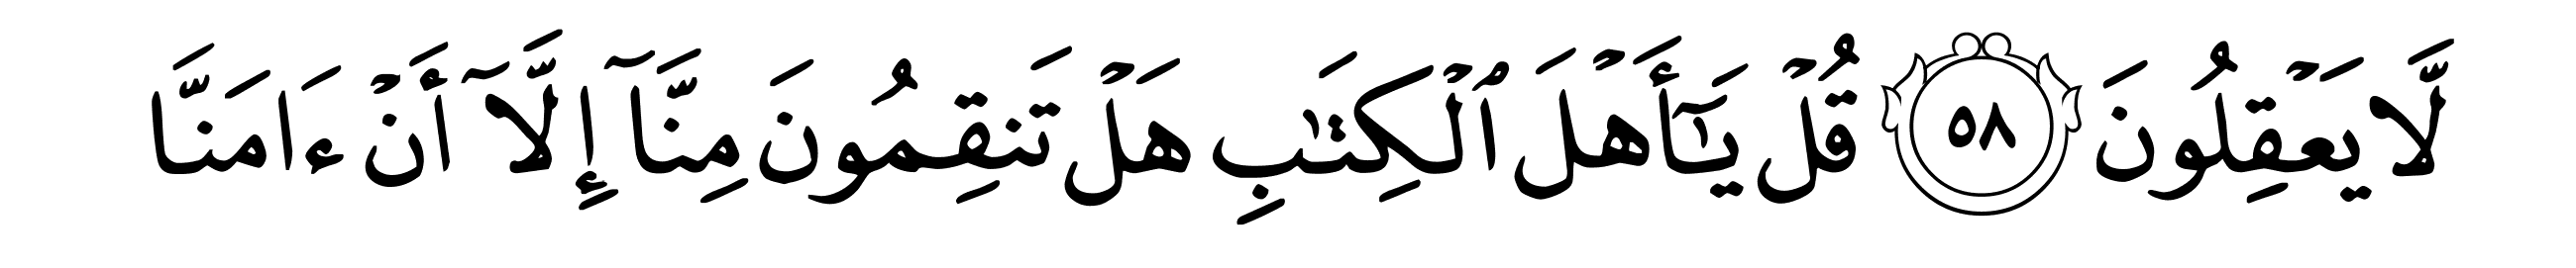 لَّا يَعۡقِلُونَ ٥٨ قُلۡ يَـٰٓأَهۡلَ ٱلۡكِتَـٰبِ هَلۡ تَنقِمُونَ مِنَّآ إِلَّآ أَنۡ ءَامَنَّا